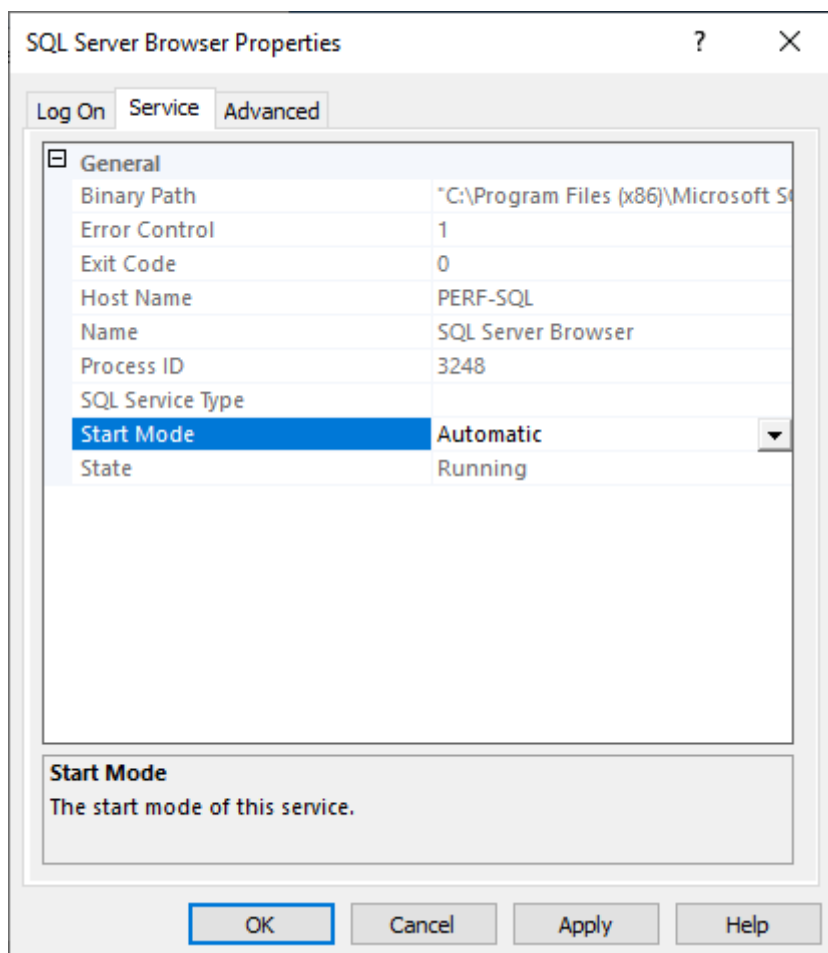 SQL Server Browser Properties ?
Log On Service Advanced
General
Binary Path "C:\Program Files (x86)\Microsoft S
Error Control 1
Exit Code 0
Host Name PERF-SQL
Name SQL Server Browser
Process ID 3248
SQL Service Type
Start Mode Automatic
State Running
Start Mode
The start mode of this service.
OK Cancel Apply Help